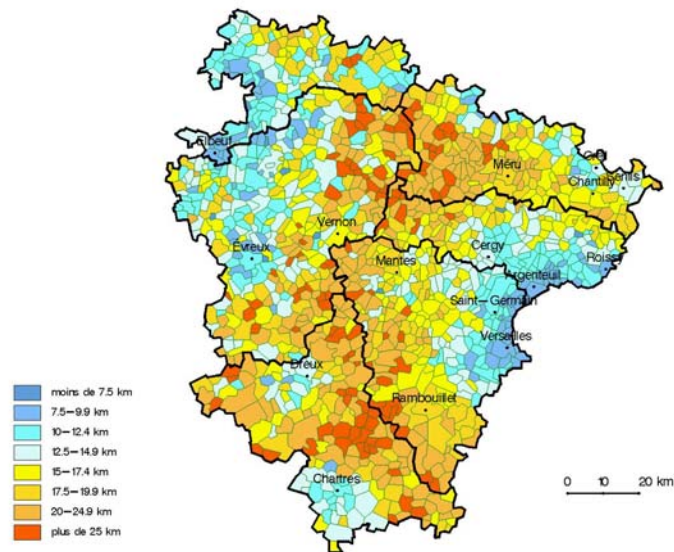 Elbeuf
Creil
Senlis
Méru
Chantilly
Vernon
Cergy
Évreux
Mantes
Roissy
Argenteuil
Saint-Germain
Versailles
Dreux
Rambouillet
Chartres
moins de 7.5 km
7.5-9.9 km
10-12.4 km
12.5-14.9 km
15-17.4 km
17.5-19.9 km
20-24.9 km
plus de 25 km
0 10 20 km